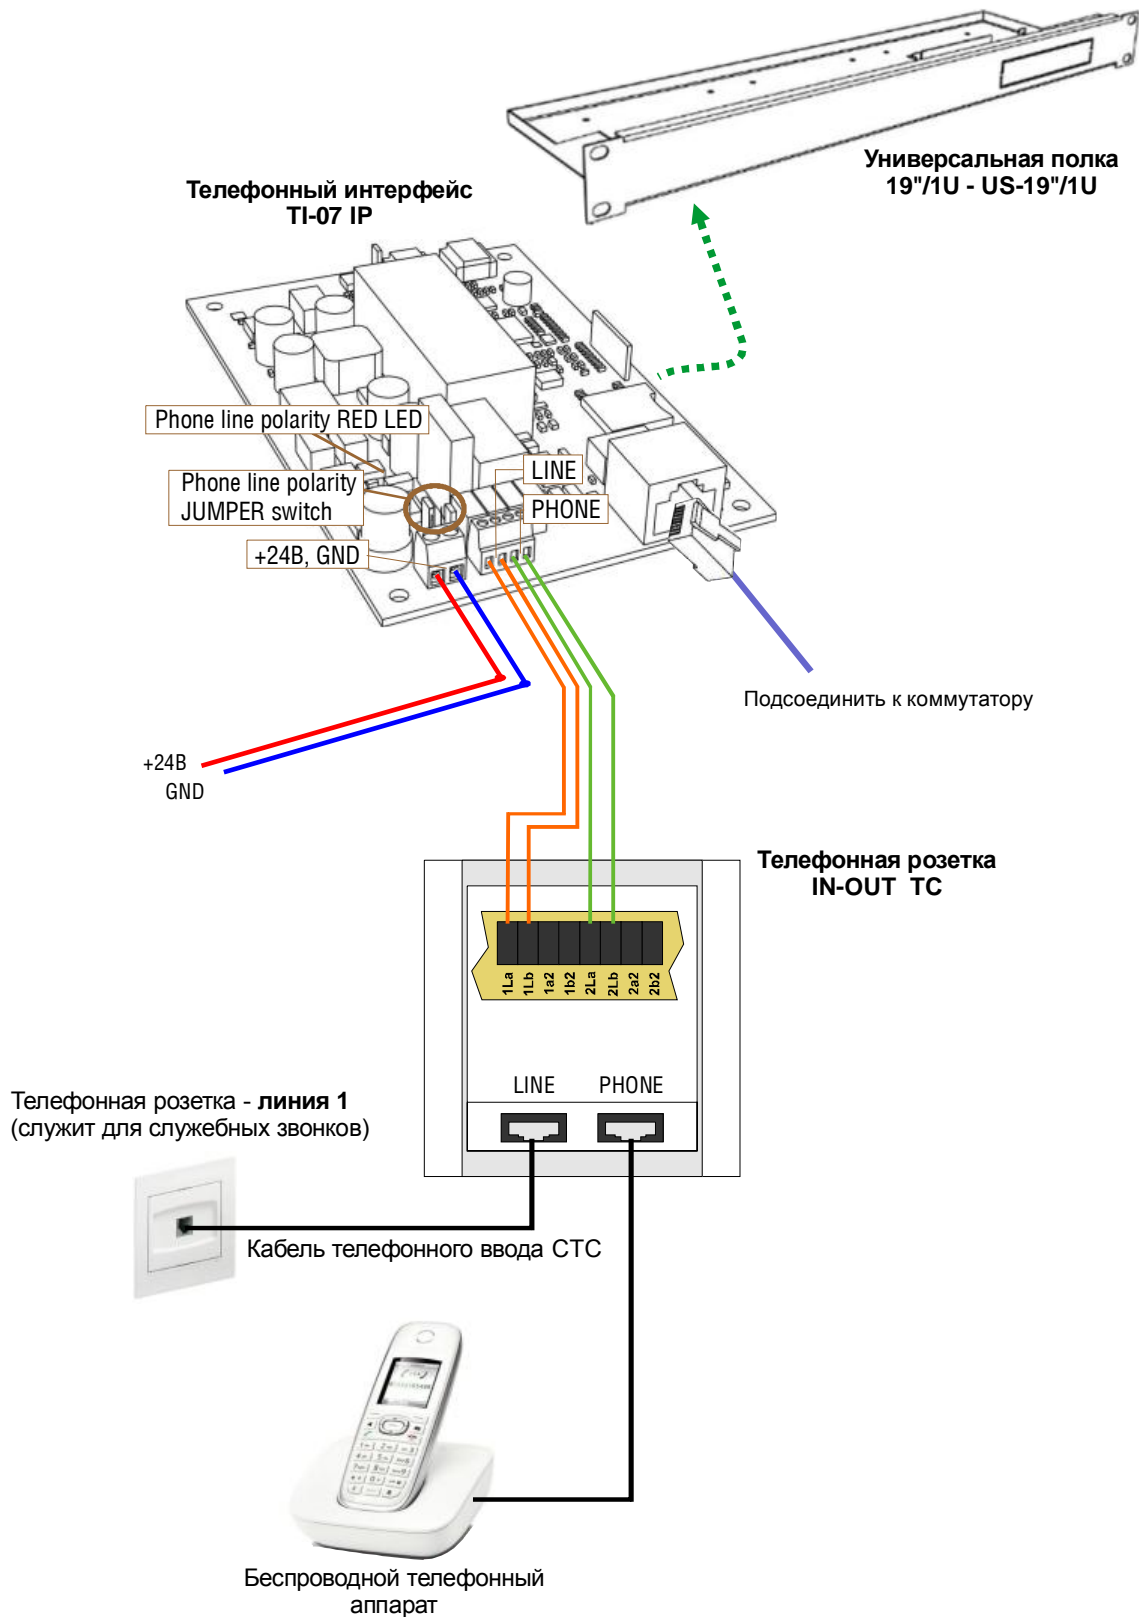 Универсальная полка
19"/1U - US-19"/1U
Телефонный интерфейс
TI-07 IP
Phone line polarity RED LED
LINE
Phone line polarity
JUMPER switch
PHONE
+24В, GND
Подсоединить к коммутатору
+24В
GND
Телефонная розетка
IN-OUT TC
1La
1Lb
1a2
1b2
2La
2Lb
2a2
2b2
LINE
PHONE
Телефонная розетка - линия 1
(служит для служебных звонков)
Кабель телефонного ввода СТС
Беспроводной телефонный
аппарат